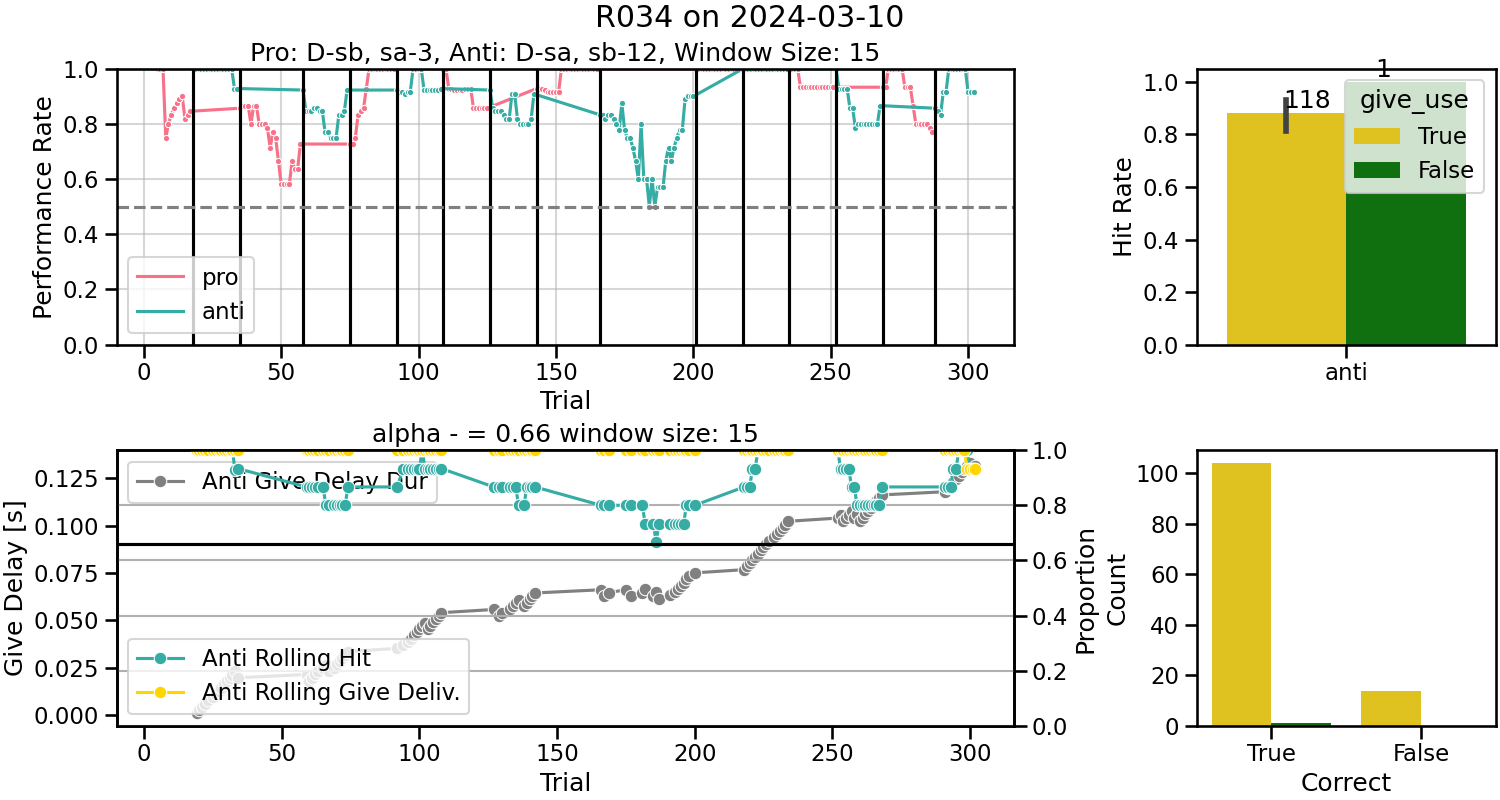 R034 on 2024-03-10
Pro: D-sb, sa-3, Anti: D-sa, sb-12, Window Size: 15
Performance Rate
1.0
0.8
0.6
0.4
0.2
0.0
pro
anti
0 50 100 150 200 250 300
Trial
Hit Rate
1.0
0.8
0.6
0.4
0.2
0.0
118
1
give_use
True
False
anti
alpha - = 0.66 window size: 15
Give Delay [s]
0.125
0.100
0.075
0.050
0.025
0.000
Anti Give Delay Dur
Anti Rolling Hit
Anti Rolling Give Deliv.
1.0
0.8
0.6
0.4
0.2
0.0
Proportion
0 50 100 150 200 250 300
Trial
Count
100
80
60
40
20
0
True False
Correct